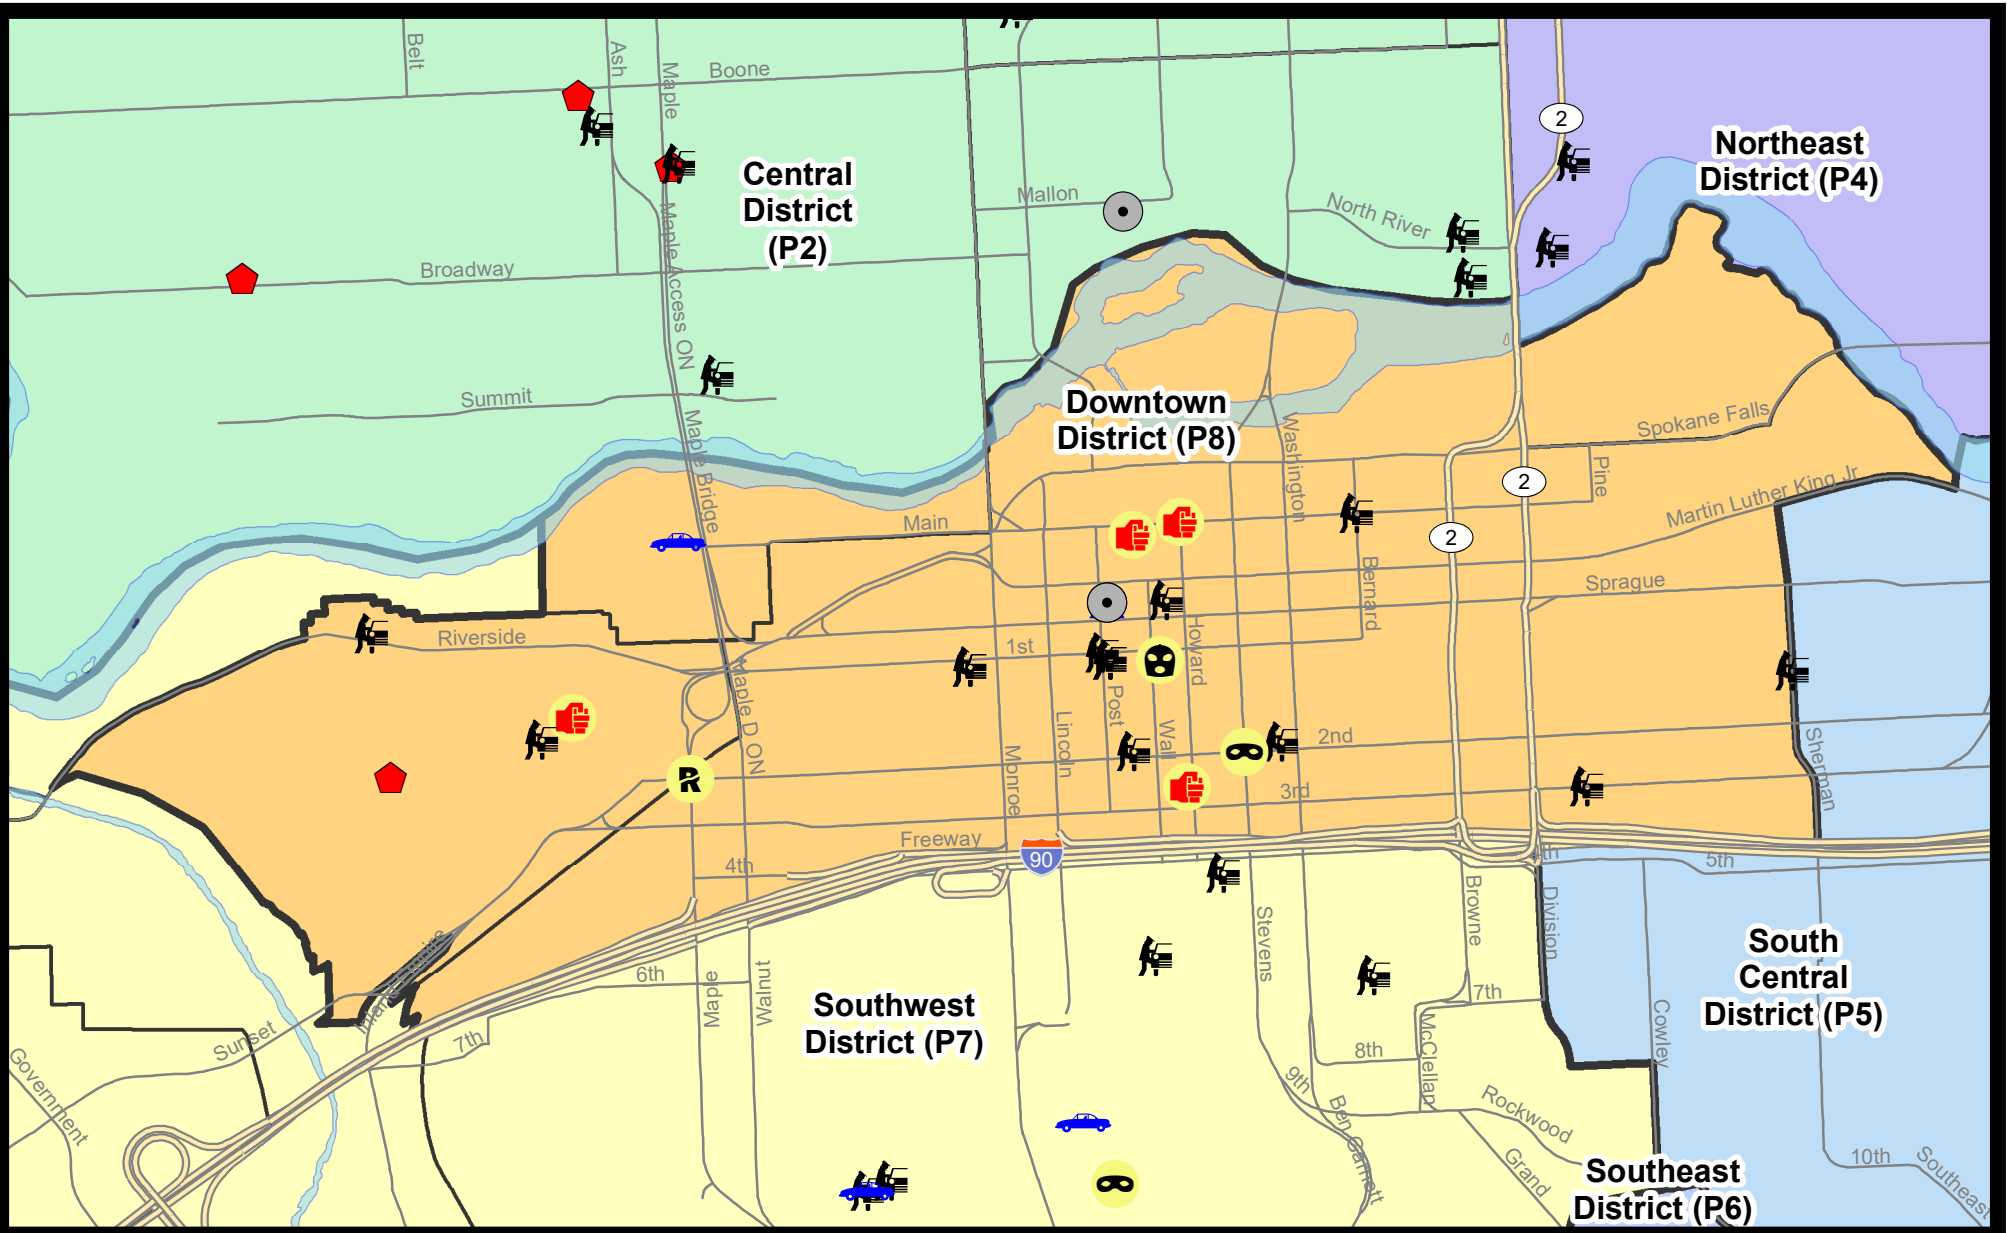 Belt
Ash
Maple
Boone
2
Northeast
District (P4)
Central
District
(P2)
Mallon
North River
Maple Access ON
Broadway
Summit
Downtown
District (P8)
Washington
Spokane Falls
Pine
2
Martin Luther King Jr
Maple Bridge
Main
2
Bernard
Sprague
Riverside
1st
Howard
Maple D ON
Post
Lincoln
Wall
Monroe
2nd
Sherman
R
3rd
Freeway
90
4th
5th
Browne
Division
Stevens
South
Central
District (P5)
6th
Maple
Walnut
Southwest
District (P7)
7th
Sunset
7th
McClellan
Cowley
8th
Government
9th
Ben Garnett
Rockwood
Grand
10th
Southeast
Southeast
District (P6)